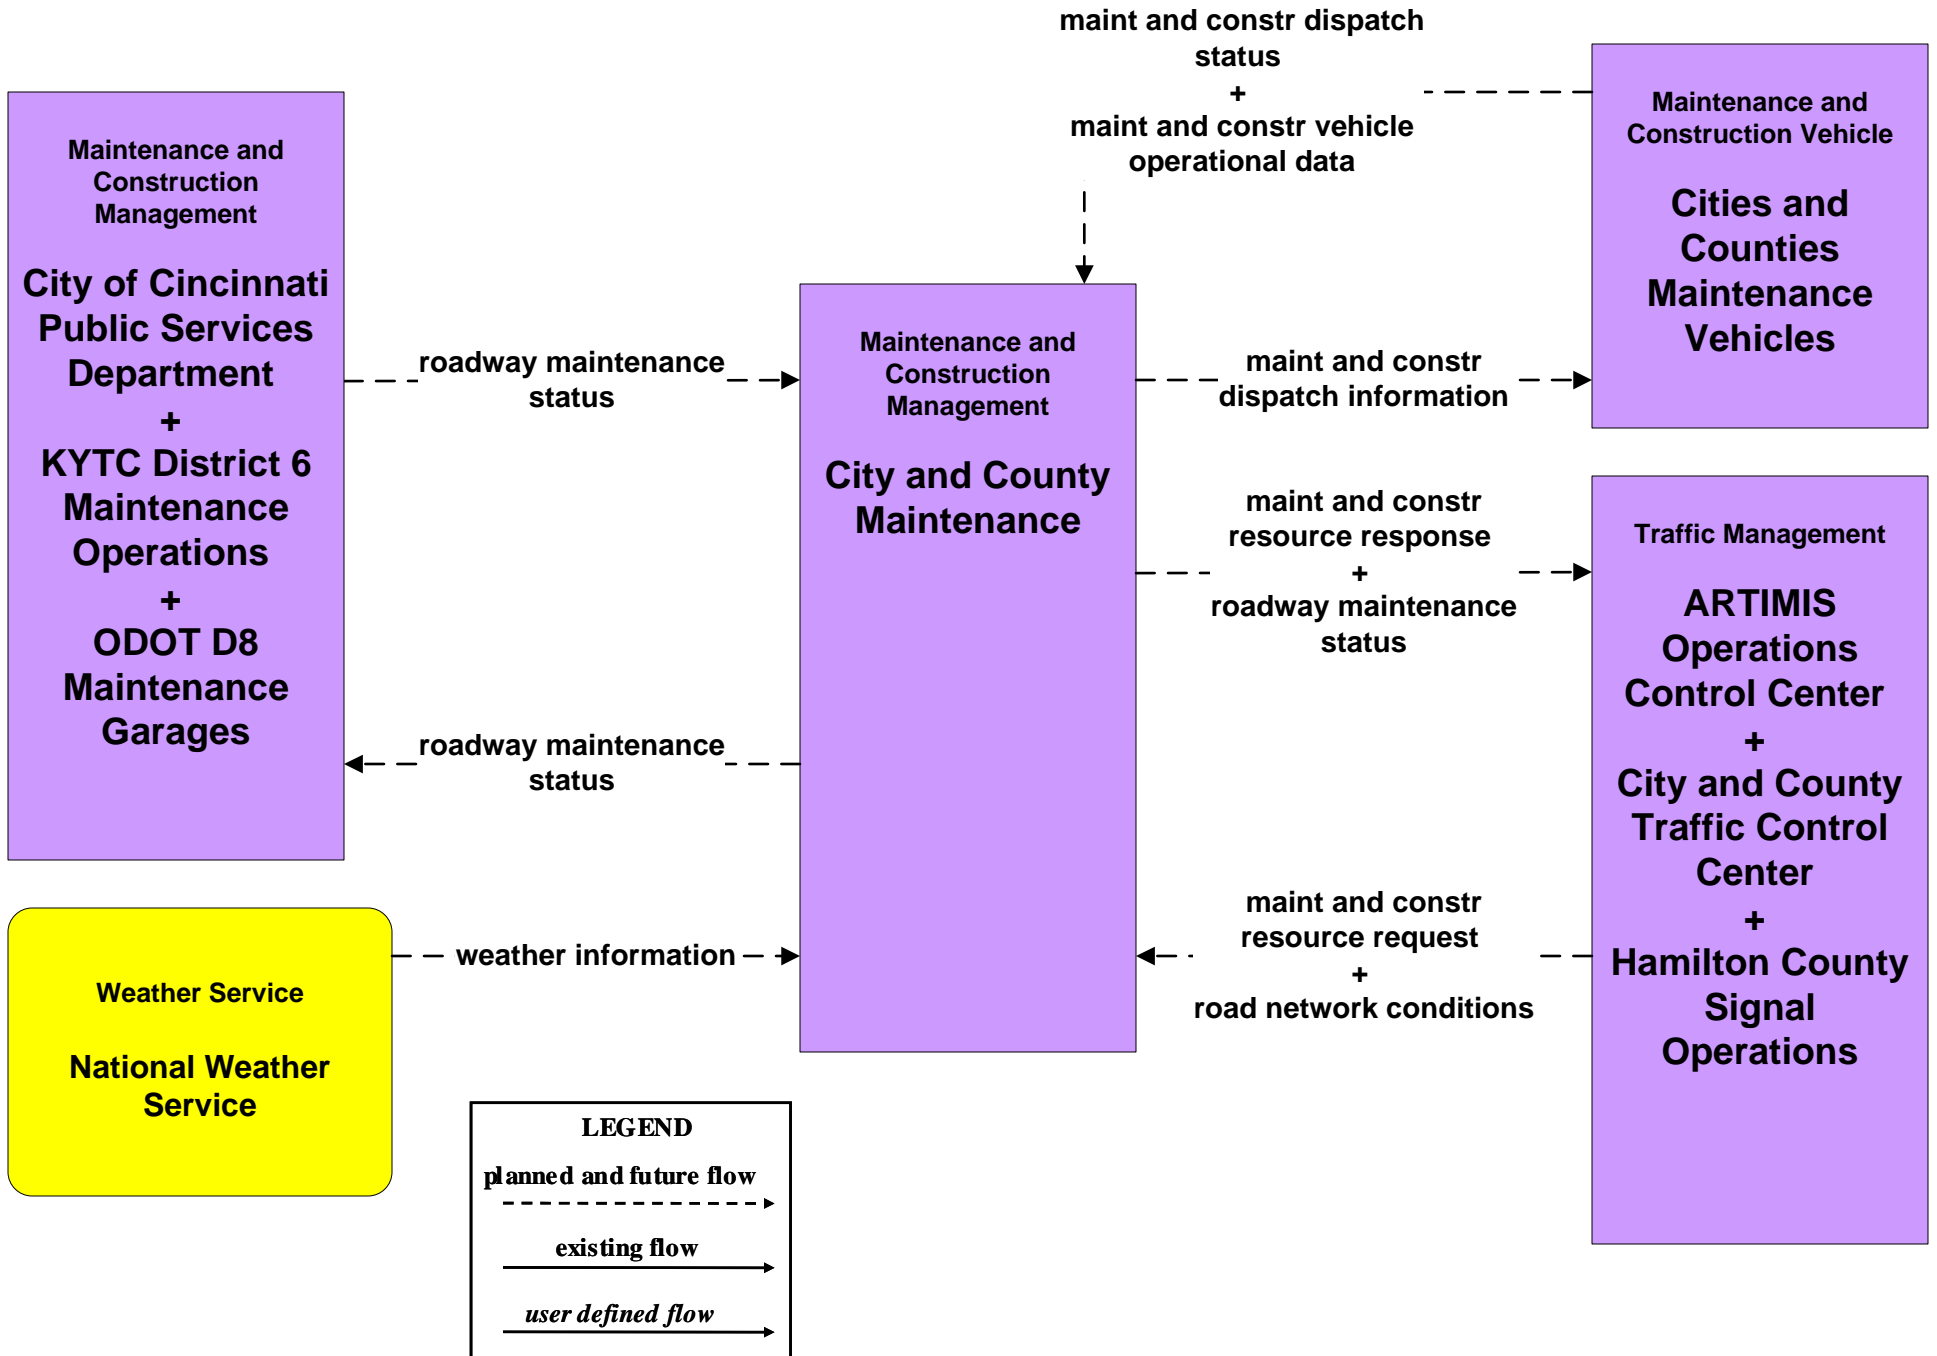 maint and constr dispatch
status
+
maint and constr vehicle
operational data
Maintenance and
Construction Vehicle
Cities and
Counties
Maintenance
Vehicles
Maintenance and
Construction
Management
City of Cincinnati
Public Services
Department
+
KYTC District 6
Maintenance
Operations
+
ODOT D8
Maintenance
Garages
roadway maintenance
status
Maintenance and
Construction
Management
City and County
Maintenance
maint and constr
dispatch information
maint and constr
resource response
+
roadway maintenance
status
Traffic Management
ARTIMIS
Operations
Control Center
+
City and County
Traffic Control
Center
+
Hamilton County
Signal
Operations
roadway maintenance
status
maint and constr
resource request
+
road network conditions
weather information
Weather Service
National Weather
Service
LEGEND
planned and future flow
existing flow
user defined flow